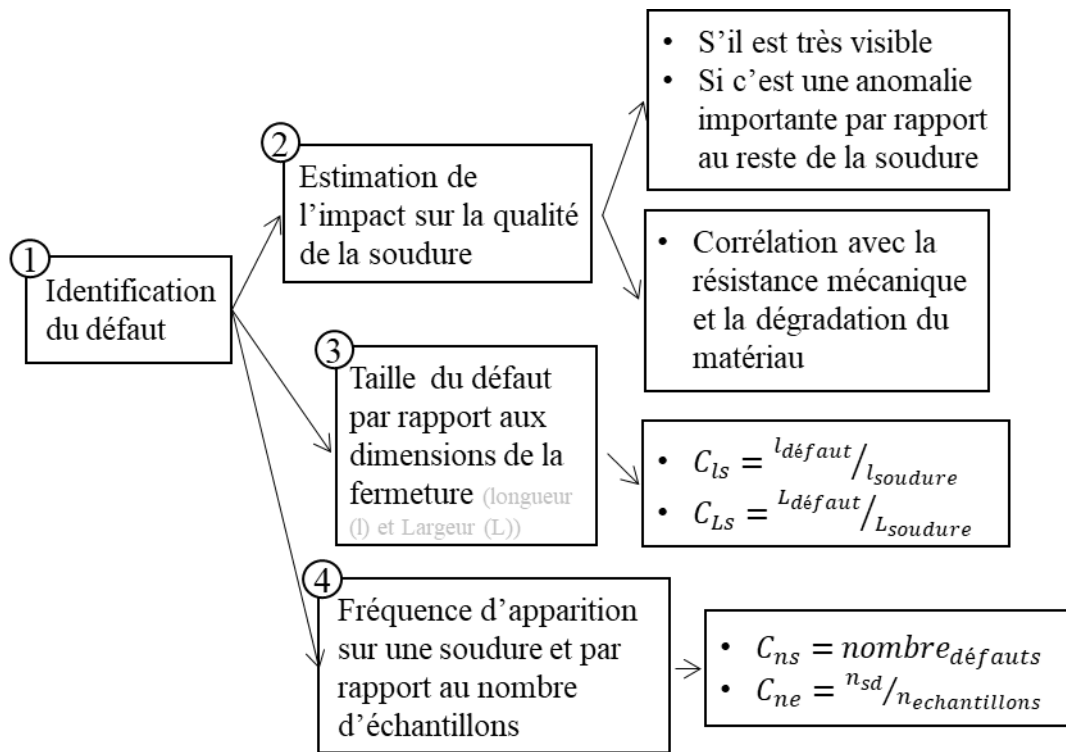 1
Identification
du défaut
2
Estimation de
l’impact sur la qualité
de la soudure
• S’il est très visible
• Si c’est une anomalie
importante par rapport
au reste de la soudure
• Corrélation avec la
résistance mécanique
et la dégradation du
matériau
3
Taille du défaut
par rapport aux
dimensions de la
fermeture (longueur
(l) et Largeur (L))
• C_ls = l_défaut/l_soudure
• C_Ls = L_défaut/L_soudure
4
Fréquence d’apparition
sur une soudure et par
rapport au nombre
d’échantillons
• C_ns = nombre_défauts
• C_ne = n_sd/n_echantillons